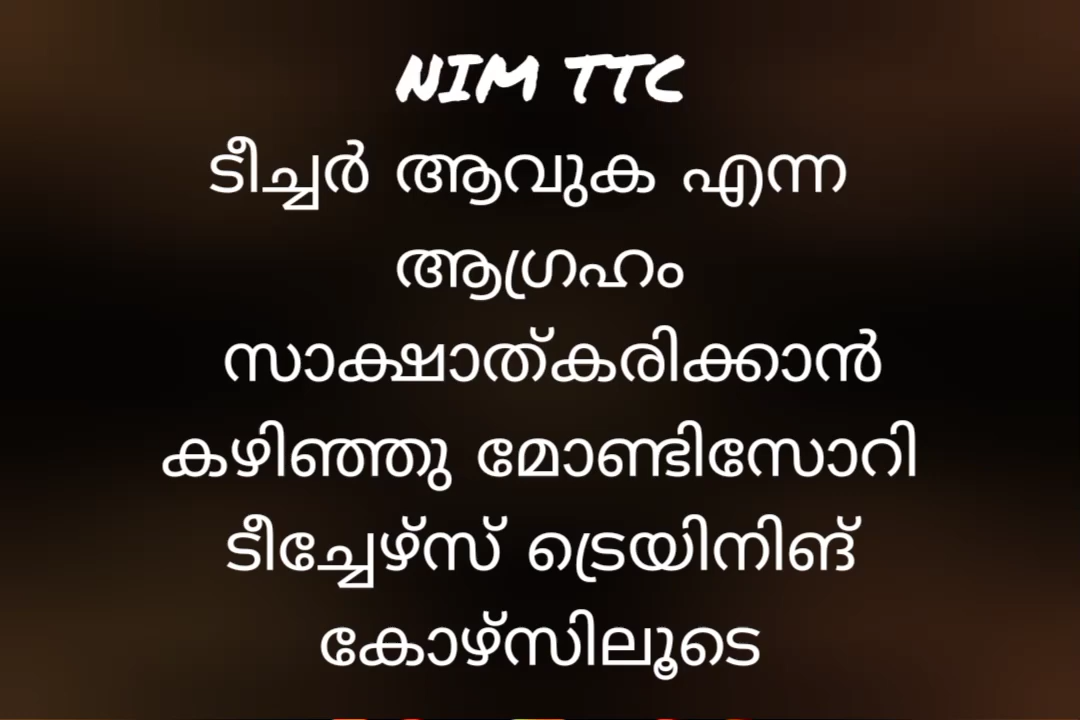 NIM TTC
ടീച്ചർ ആവുക എന്ന
ആഗ്രഹം
സാക്ഷാത്കരിക്കാൻ
കഴിഞ്ഞു മോണ്ടിസോറി
ടീച്ചേഴ്സ് ട്രെയിനിങ്
കോഴ്സിലൂടെ